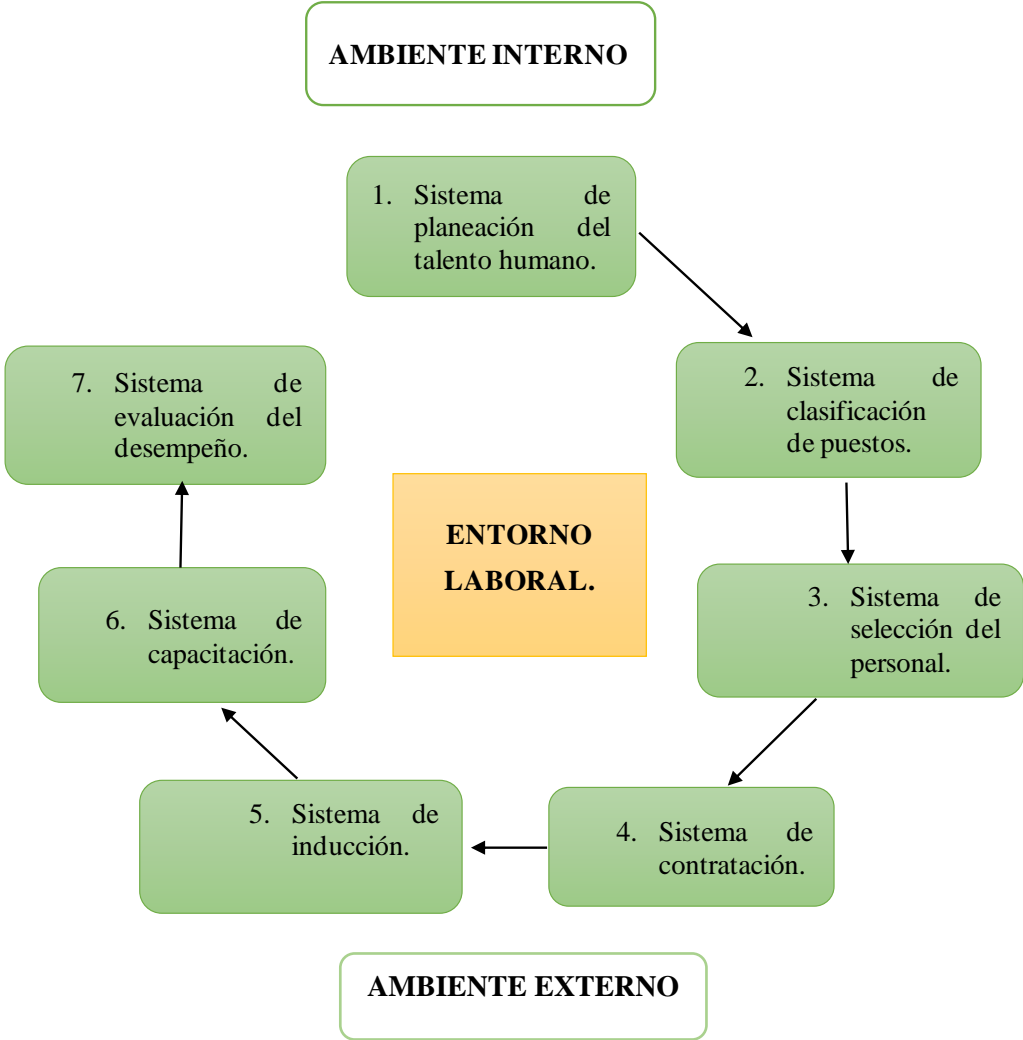 AMBIENTE INTERNO
1. Sistema de
planeación del
talento humano.
2. Sistema de
clasificación
de puestos.
3. Sistema de
selección del
personal.
4. Sistema de
contratación.
5. Sistema de
inducción.
6. Sistema de
capacitación.
7. Sistema de
evaluación del
desempeño.
ENTORNO
LABORAL.
AMBIENTE EXTERNO